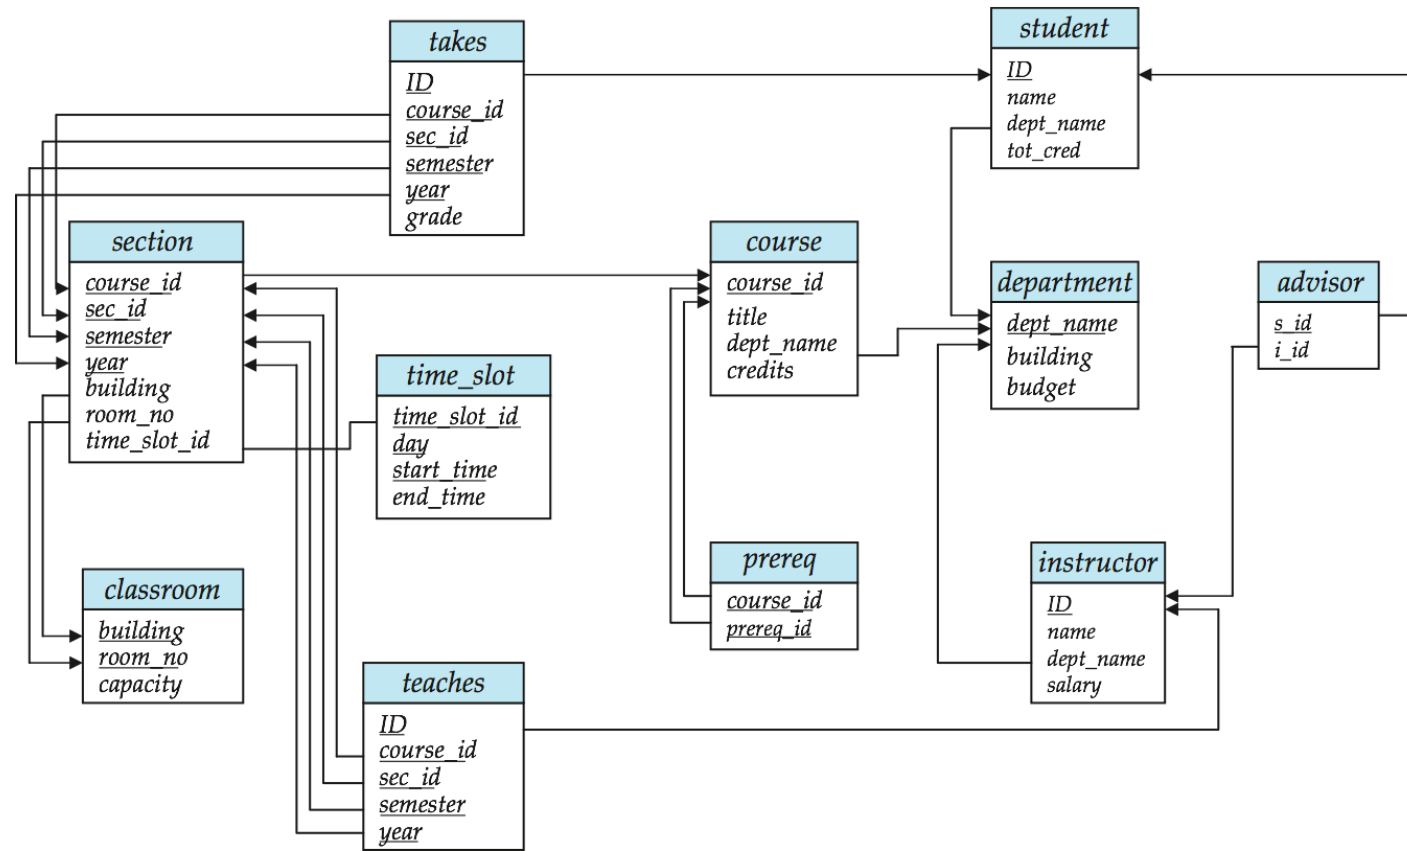 takes
ID
course_id
sec_id
semester
year
grade
student
ID
name
dept_name
tot_cred
section
course_id
sec_id
semester
year
building
room_no
time_slot_id
course
course_id
title
dept_name
credits
department
dept_name
building
budget
advisor
s_id
i_id
time_slot
time_slot_id
day
start_time
end_time
classroom
building
room_no
capacity
prereq
course_id
prereq_id
instructor
ID
name
dept_name
salary
teaches
ID
course_id
sec_id
semester
year